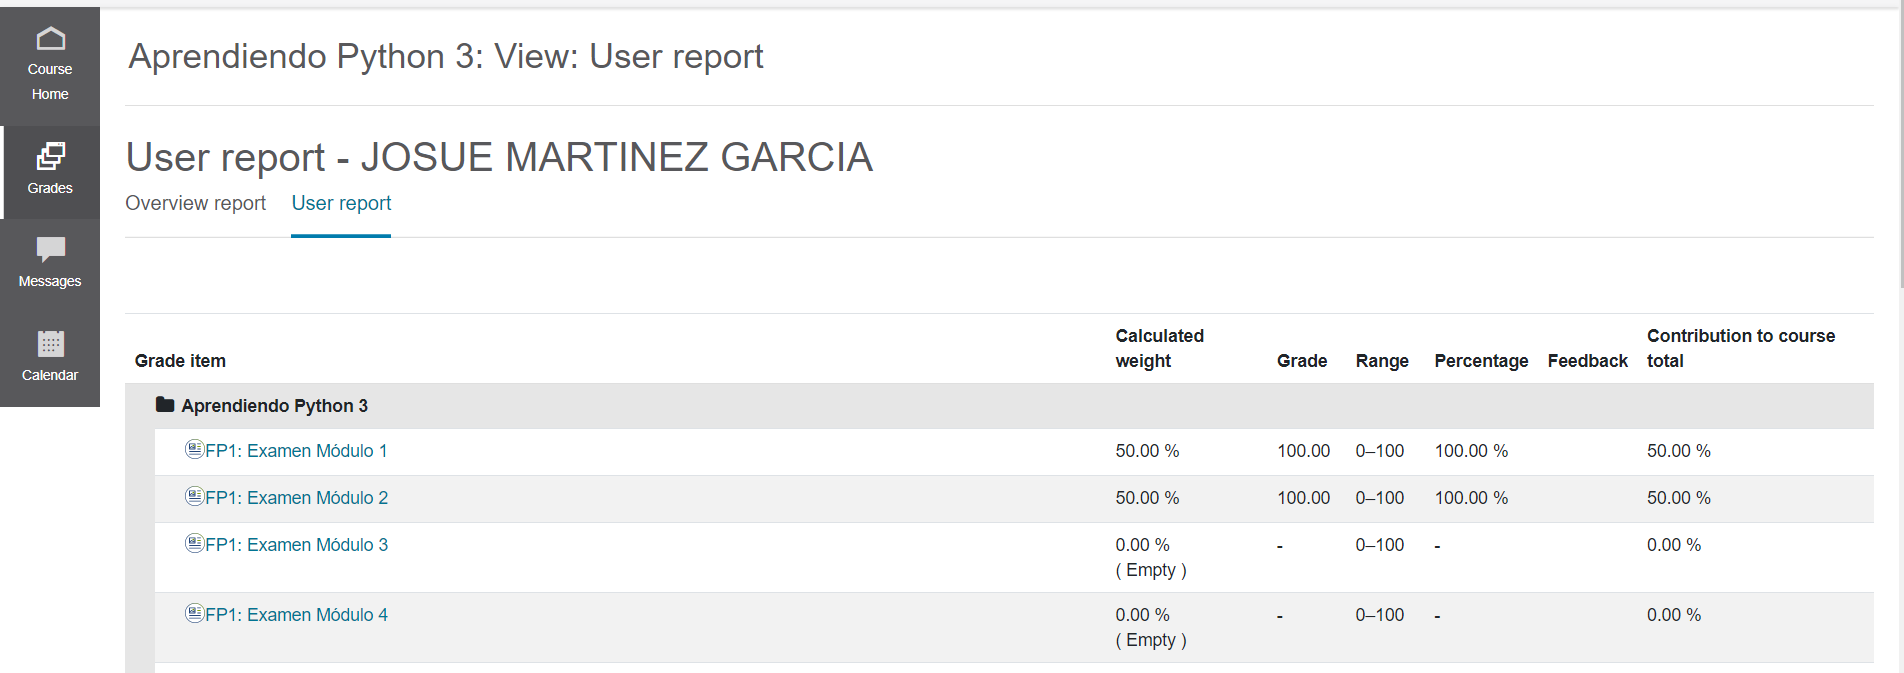 Course
Home
Grades
Messages
Calendar
Aprendiendo Python 3: View: User report
User report - JOSUE MARTINEZ GARCIA
Overview report User report
Grade item Calculated weight Grade Range Percentage Feedback Contribution to course total
Aprendiendo Python 3
FP1: Examen Módulo 1 50.00 % 100.00 0–100 100.00 % 50.00 %
FP1: Examen Módulo 2 50.00 % 100.00 0–100 100.00 % 50.00 %
FP1: Examen Módulo 3 0.00 % - 0–100 - 0.00 %
( Empty )
FP1: Examen Módulo 4 0.00 % - 0–100 - 0.00 %
( Empty )